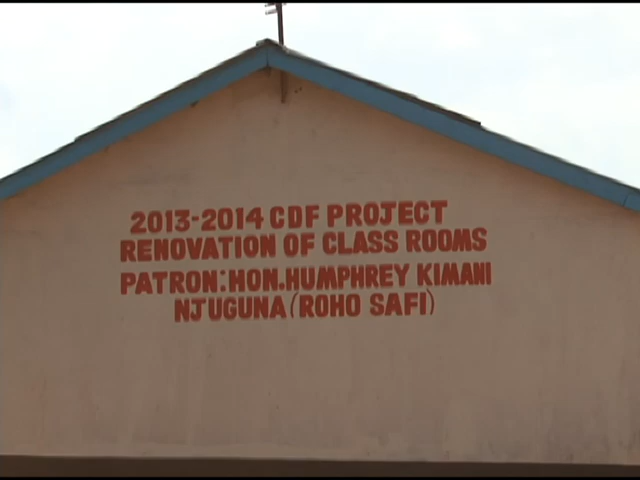 2013-2014 CDF PROJECT
RENOVATION OF CLASS ROOMS
PATRON:HON.HUMPHREY KIMANI
NJUGUNA (ROHO SAFI)